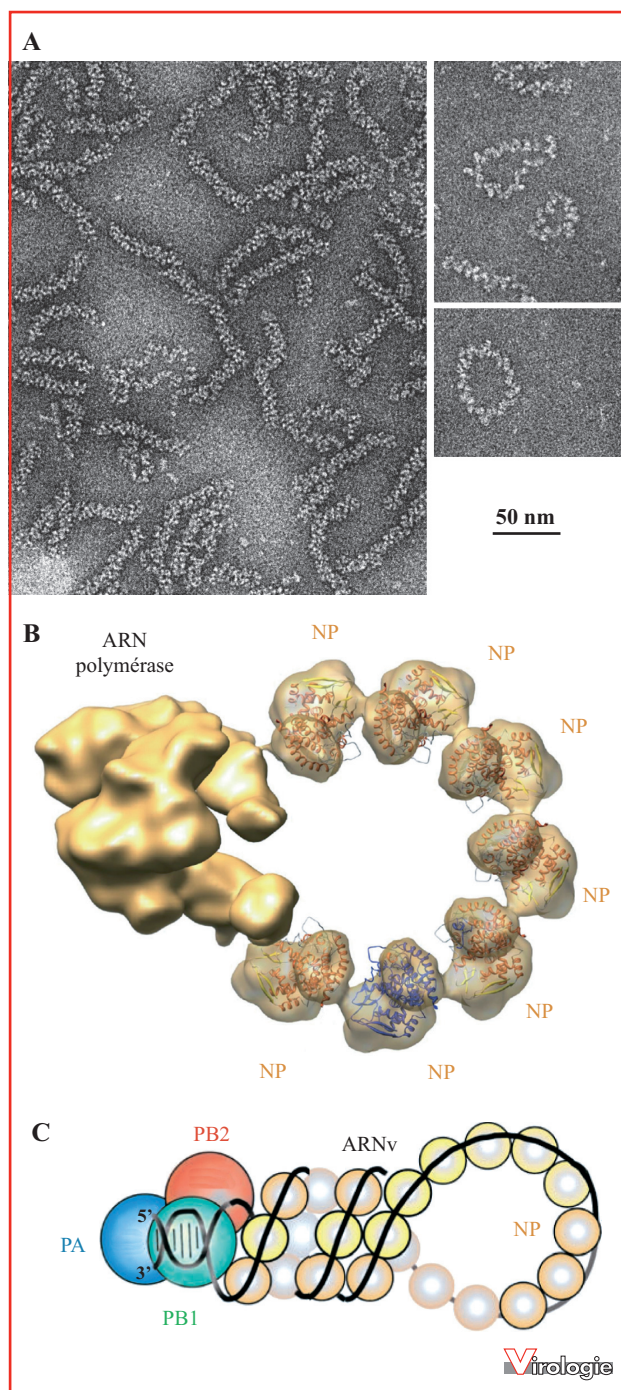 A
50 nm
B
ARN
polymérase
NP
NP
NP
NP
NP
NP
NP
C
PB2
ARNv
5’
NP
PA
3’
PB1
Virologie